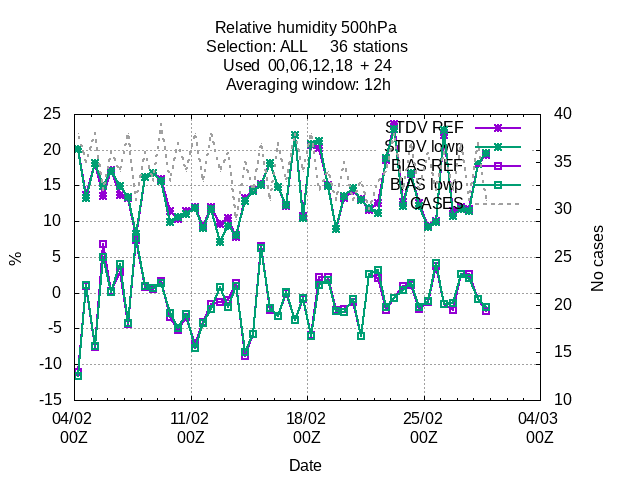 Relative humidity 500hPa
Selection: ALL 36 stations
Used 00,06,12,18 + 24
Averaging window: 12h
STDV REF
STDV lowp
BIAS REF
BIAS lowp
CASES
25
20
15
10
5
0
-5
-10
-15
%
40
35
30
25
20
15
10
No cases
04/02 11/02 18/02 25/02 04/03
00Z 00Z 00Z 00Z 00Z
Date